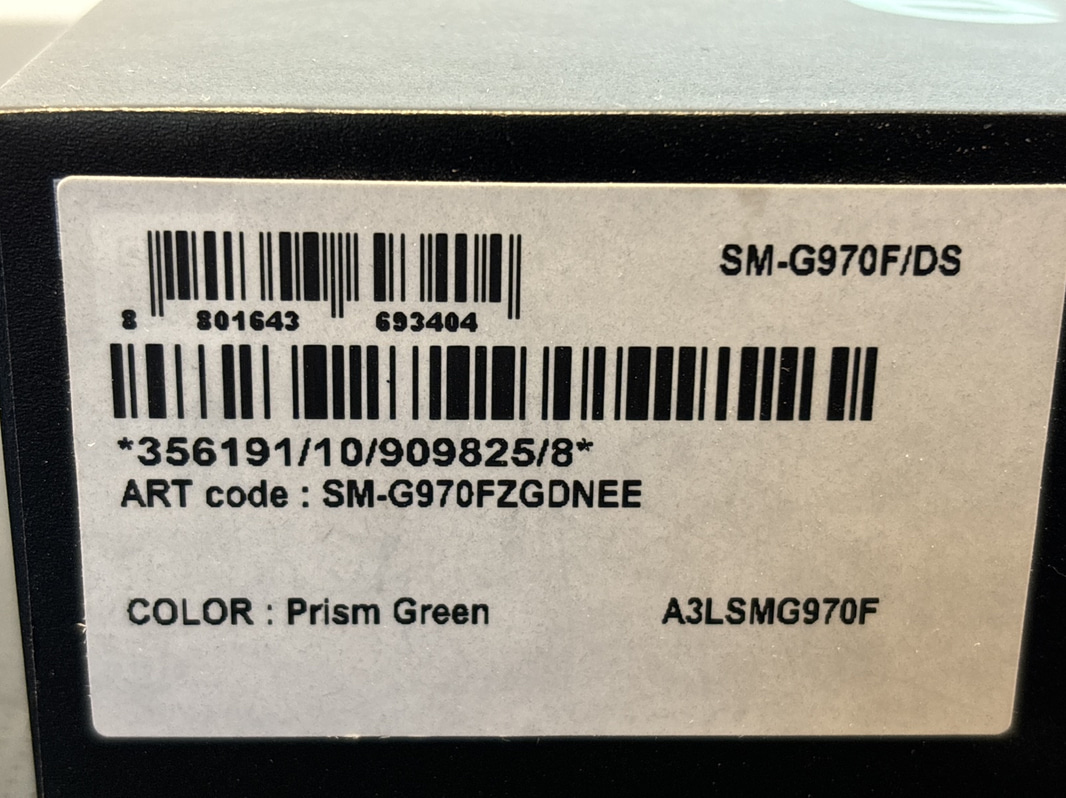 SM-G970F/DS
8 801643 693404
*356191/10/909825/8*
ART code : SM-G970FZGDNEE
COLOR : Prism Green
A3LSMG970F